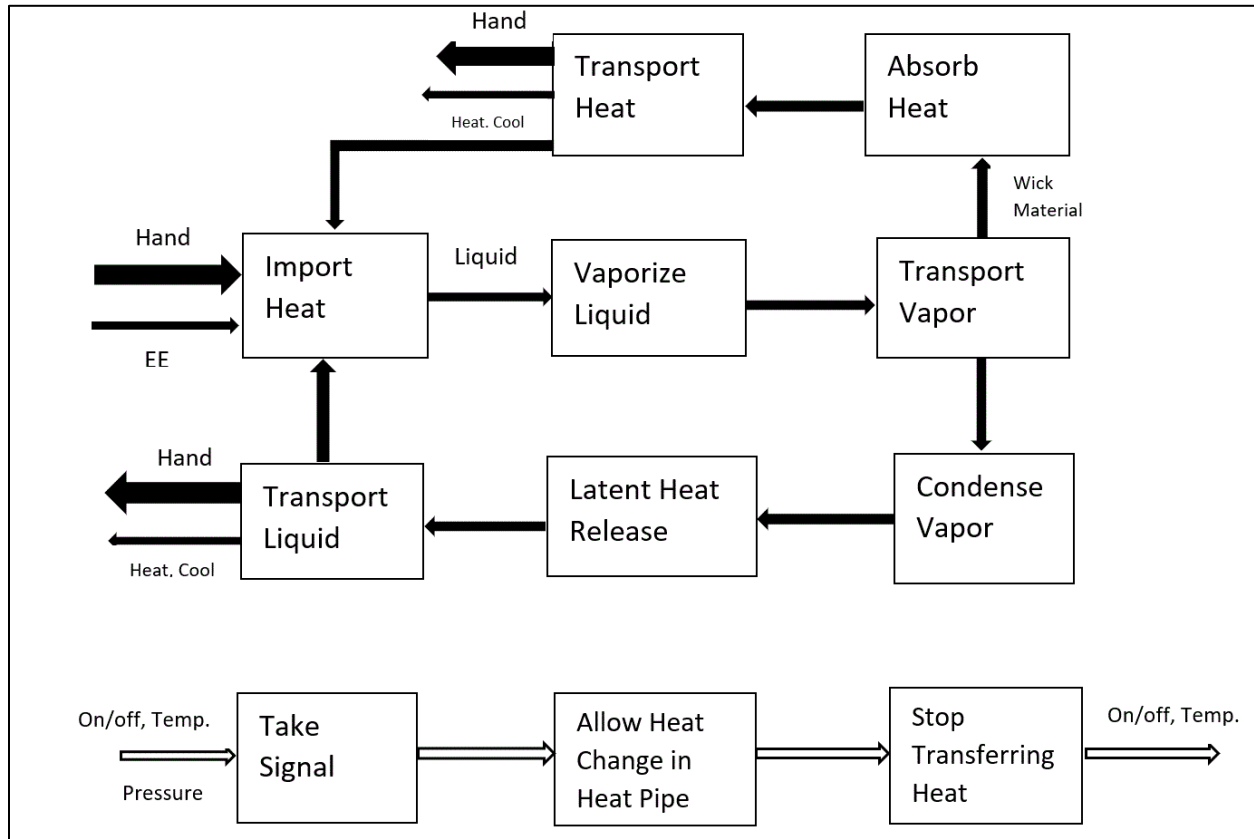 Hand
Transport
Heat
Absorb
Heat
Heat. Cool
Wick
Material
Hand
Import
Heat
Liquid
Vaporize
Liquid
Transport
Vapor
EE
Hand
Transport
Liquid
Latent Heat
Release
Condense
Vapor
Heat. Cool
On/off, Temp.
Pressure
Take
Signal
Allow Heat
Change in
Heat Pipe
Stop
Transferring
Heat
On/off, Temp.